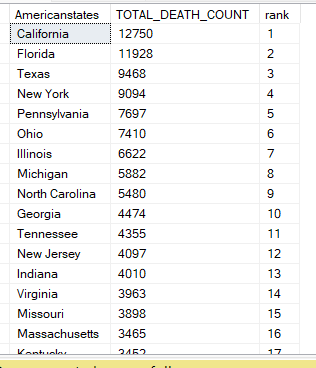 Americanstates TOTAL_DEATH_COUNT rank
California 12750 1
Florida 11928 2
Texas 9468 3
New York 9094 4
Pennsylvania 7697 5
Ohio 7410 6
Illinois 6622 7
Michigan 5882 8
North Carolina 5480 9
Georgia 4474 10
Tennessee 4355 11
New Jersey 4097 12
Indiana 4010 13
Virginia 3963 14
Missouri 3898 15
Massachusetts 3465 16
Kentucky 3452 17